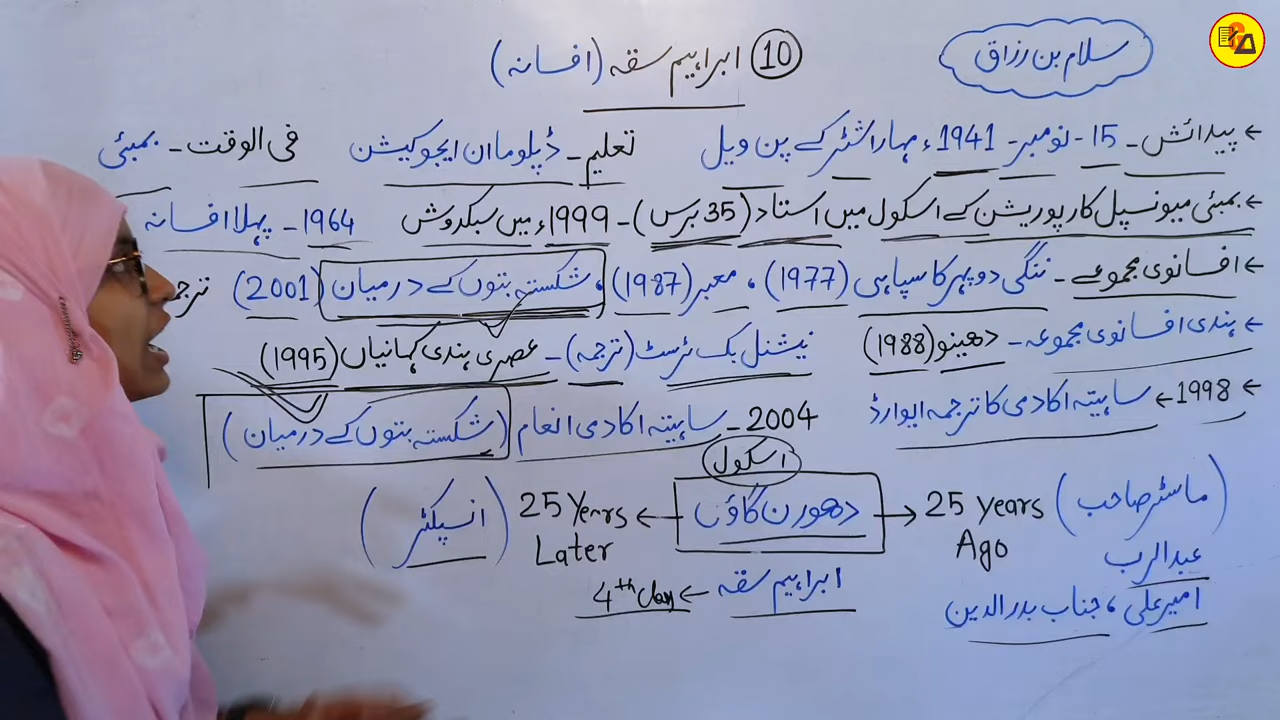 سلام بن رزاق
10 ابراہیم سقہ (افسانہ)
← پیدائش - 15 - نومبر - 1941ء مہاراشٹر کے پن ویل تعلیم - ڈپلوما ان ایجوکیشن فی الوقت - بمبئی
← بمبئی میونسپل کارپوریشن کے اسکول میں استاد (35 برس) - 1999ء میں سبکدوش 1964 - پہلا افسانہ
← افسانوی مجموعے - ننگی دوپہر کا سپاہی (1977)، معبر (1987)، شکستہ بتوں کے درمیان (2001)
← ہندی افسانوی مجموعہ - دھینو (1988) نیشنل بک ٹرسٹ (ترجمہ) - عصری ہندی کہانیاں (1995)
← 1998 ← ساہیتہ اکادمی کا ترجمہ ایوارڈ 2004 - ساہیتہ اکادمی انعام (شکستہ بتوں کے درمیان)
اسکول
(ماسٹر صاحب) 25 years Ago → دھورن گاؤں ← 25 Years Later (انسپکٹر)
عبدالرب
ابراہیم سقہ ← 4th Class
امیر علی، جناب بدرالدین